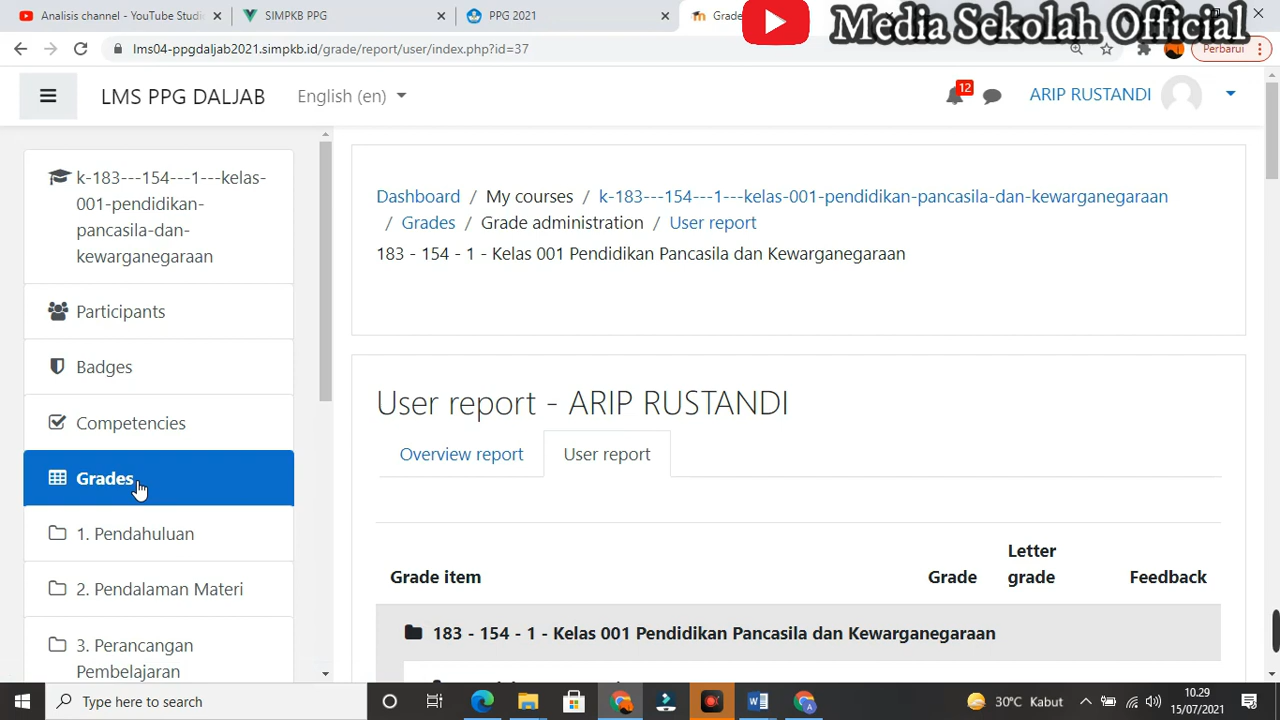 Analisis channel - YouTube Studi
SIMPKB PPG
PPG 2021
Grade
Media Sekolah Official
lms04-ppgdaljab2021.simpkb.id/grade/report/user/index.php?id=37
Perbarui
LMS PPG DALJAB
English (en)
12
ARIP RUSTANDI
k-183---154---1---kelas-
001-pendidikan-
pancasila-dan-
kewarganegaraan
Participants
Badges
Competencies
Grades
1. Pendahuluan
2. Pendalaman Materi
3. Perancangan
Pembelajaran
Dashboard / My courses / k-183---154---1---kelas-001-pendidikan-pancasila-dan-kewarganegaraan
/ Grades / Grade administration / User report
183 - 154 - 1 - Kelas 001 Pendidikan Pancasila dan Kewarganegaraan
User report - ARIP RUSTANDI
Overview report
User report
Letter
Grade item
Grade
grade
Feedback
183 - 154 - 1 - Kelas 001 Pendidikan Pancasila dan Kewarganegaraan
Type here to search
30°C Kabut
10.29
15/07/2021